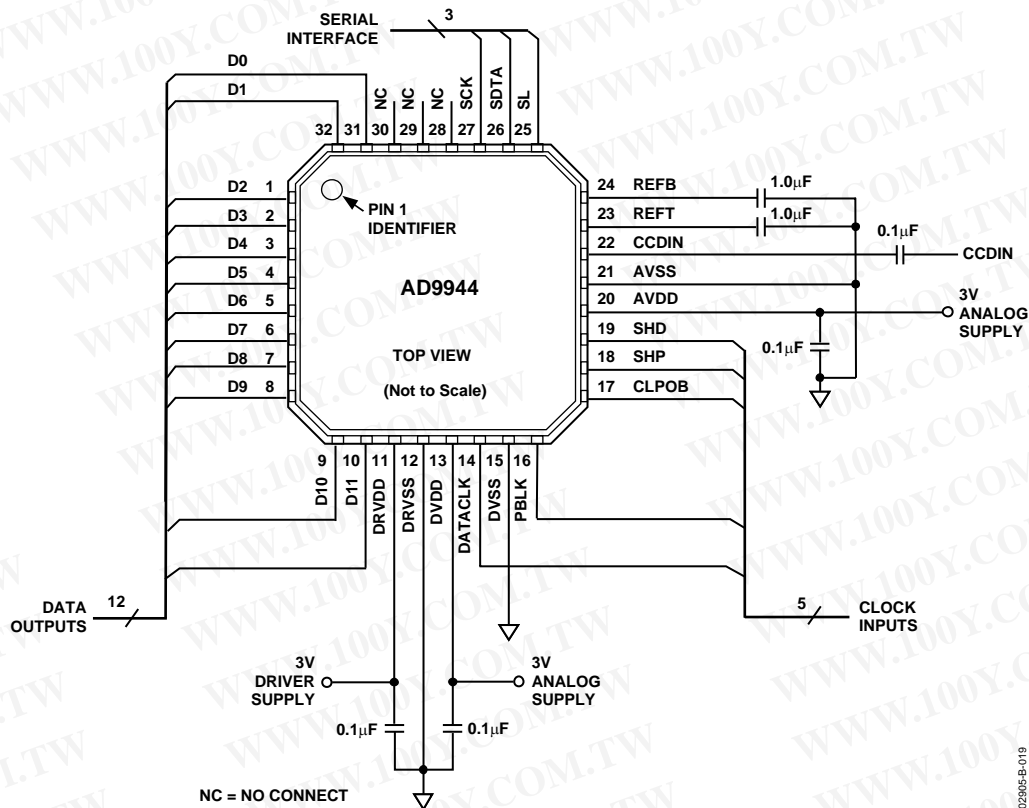 SERIAL
INTERFACE
3
D0
D1
NC
NC
NC
SCK
SDTA
SL
32 31 30 29 28 27 26 25
D2 1
D3 2
D4 3
D5 4
D6 5
D7 6
D8 7
D9 8
PIN 1
IDENTIFIER
AD9944
TOP VIEW
(Not to Scale)
24 REFB
23 REFT
22 CCDIN
21 AVSS
20 AVDD
19 SHD
18 SHP
17 CLPOB
1.0μF
1.0μF
0.1μF
CCDIN
3V
ANALOG
SUPPLY
0.1μF
9 10 11 12 13 14 15 16
D10
D11
DRVDD
DRVSS
DVDD
DATACLK
DVSS
PBLK
DATA
OUTPUTS
12
5
CLOCK
INPUTS
3V
DRIVER
SUPPLY
3V
ANALOG
SUPPLY
0.1μF
0.1μF
NC = NO CONNECT
02905-B-019
WWW.100Y.COM.TW